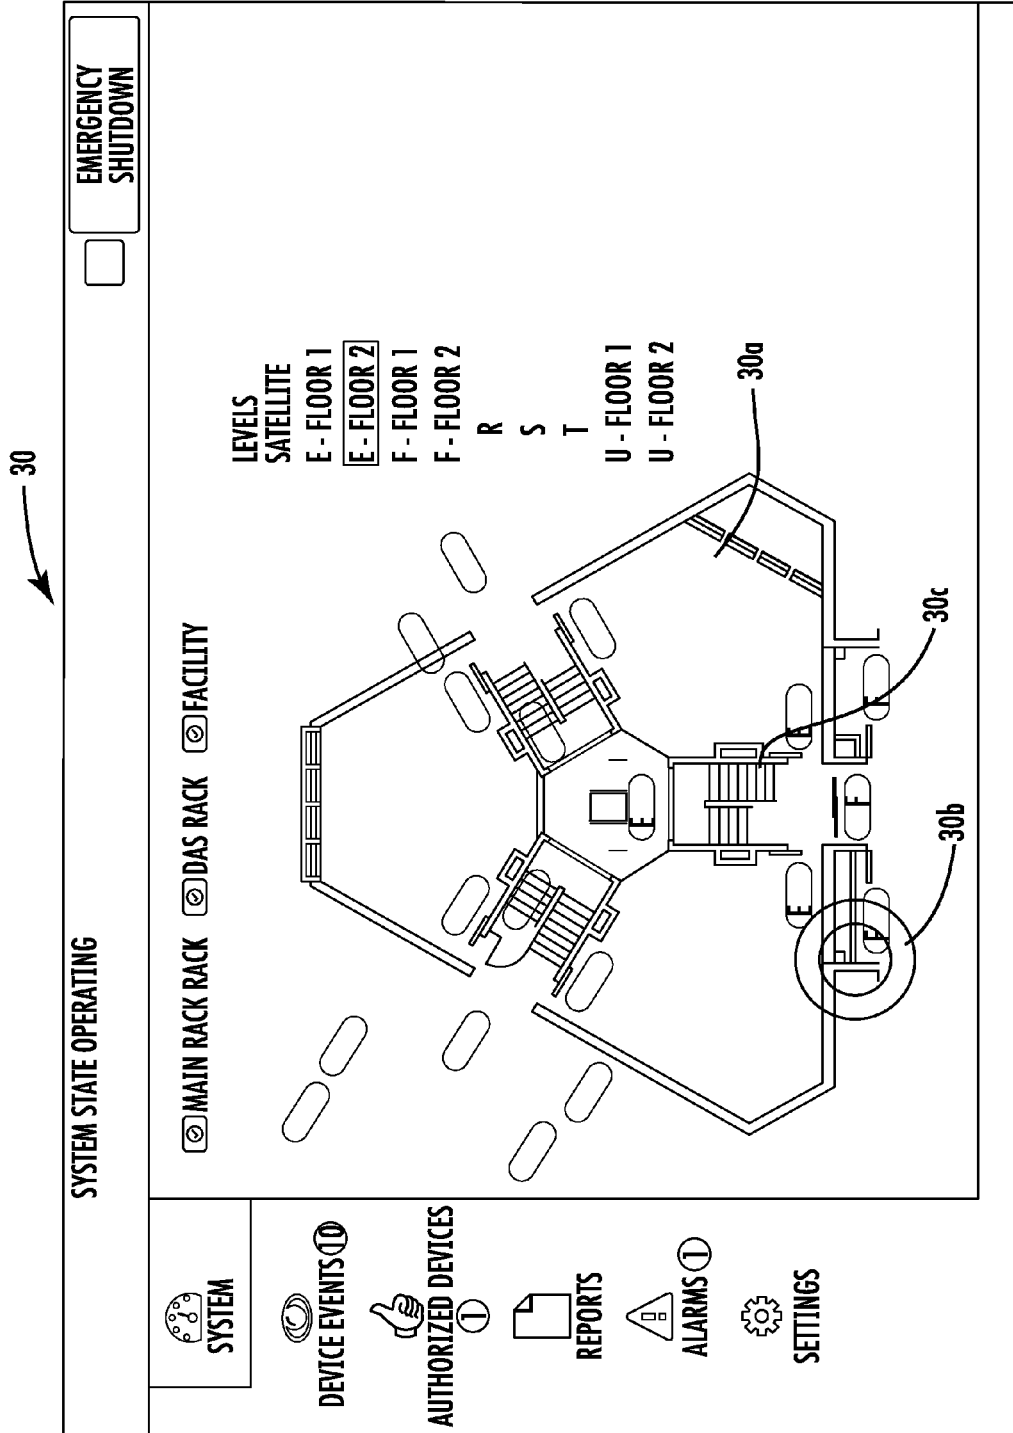 30
SYSTEM STATE OPERATING
EMERGENCY
SHUTDOWN
SYSTEM
DEVICE EVENTS 10
AUTHORIZED DEVICES
1
REPORTS
ALARMS 1
SETTINGS
MAIN RACK RACK
DAS RACK
FACILITY
LEVELS
SATELLITE
E - FLOOR 1
E - FLOOR 2
F - FLOOR 1
F - FLOOR 2
R
S
T
U - FLOOR 1
U - FLOOR 2
E
E
E
F
30a
30c
30b